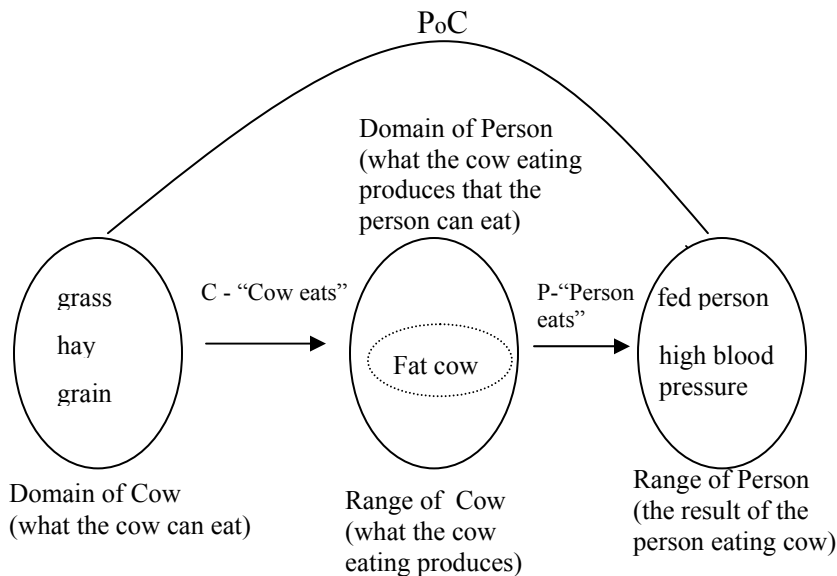 PoC
Domain of Person
(what the cow eating
produces that the
person can eat)
grass
hay
grain
C - “Cow eats”
Fat cow
P-“Person
eats”
fed person
high blood
pressure
Domain of Cow
(what the cow can eat)
Range of  Cow
(what the cow
eating produces)
Range of Person
(the result of the
person eating cow)